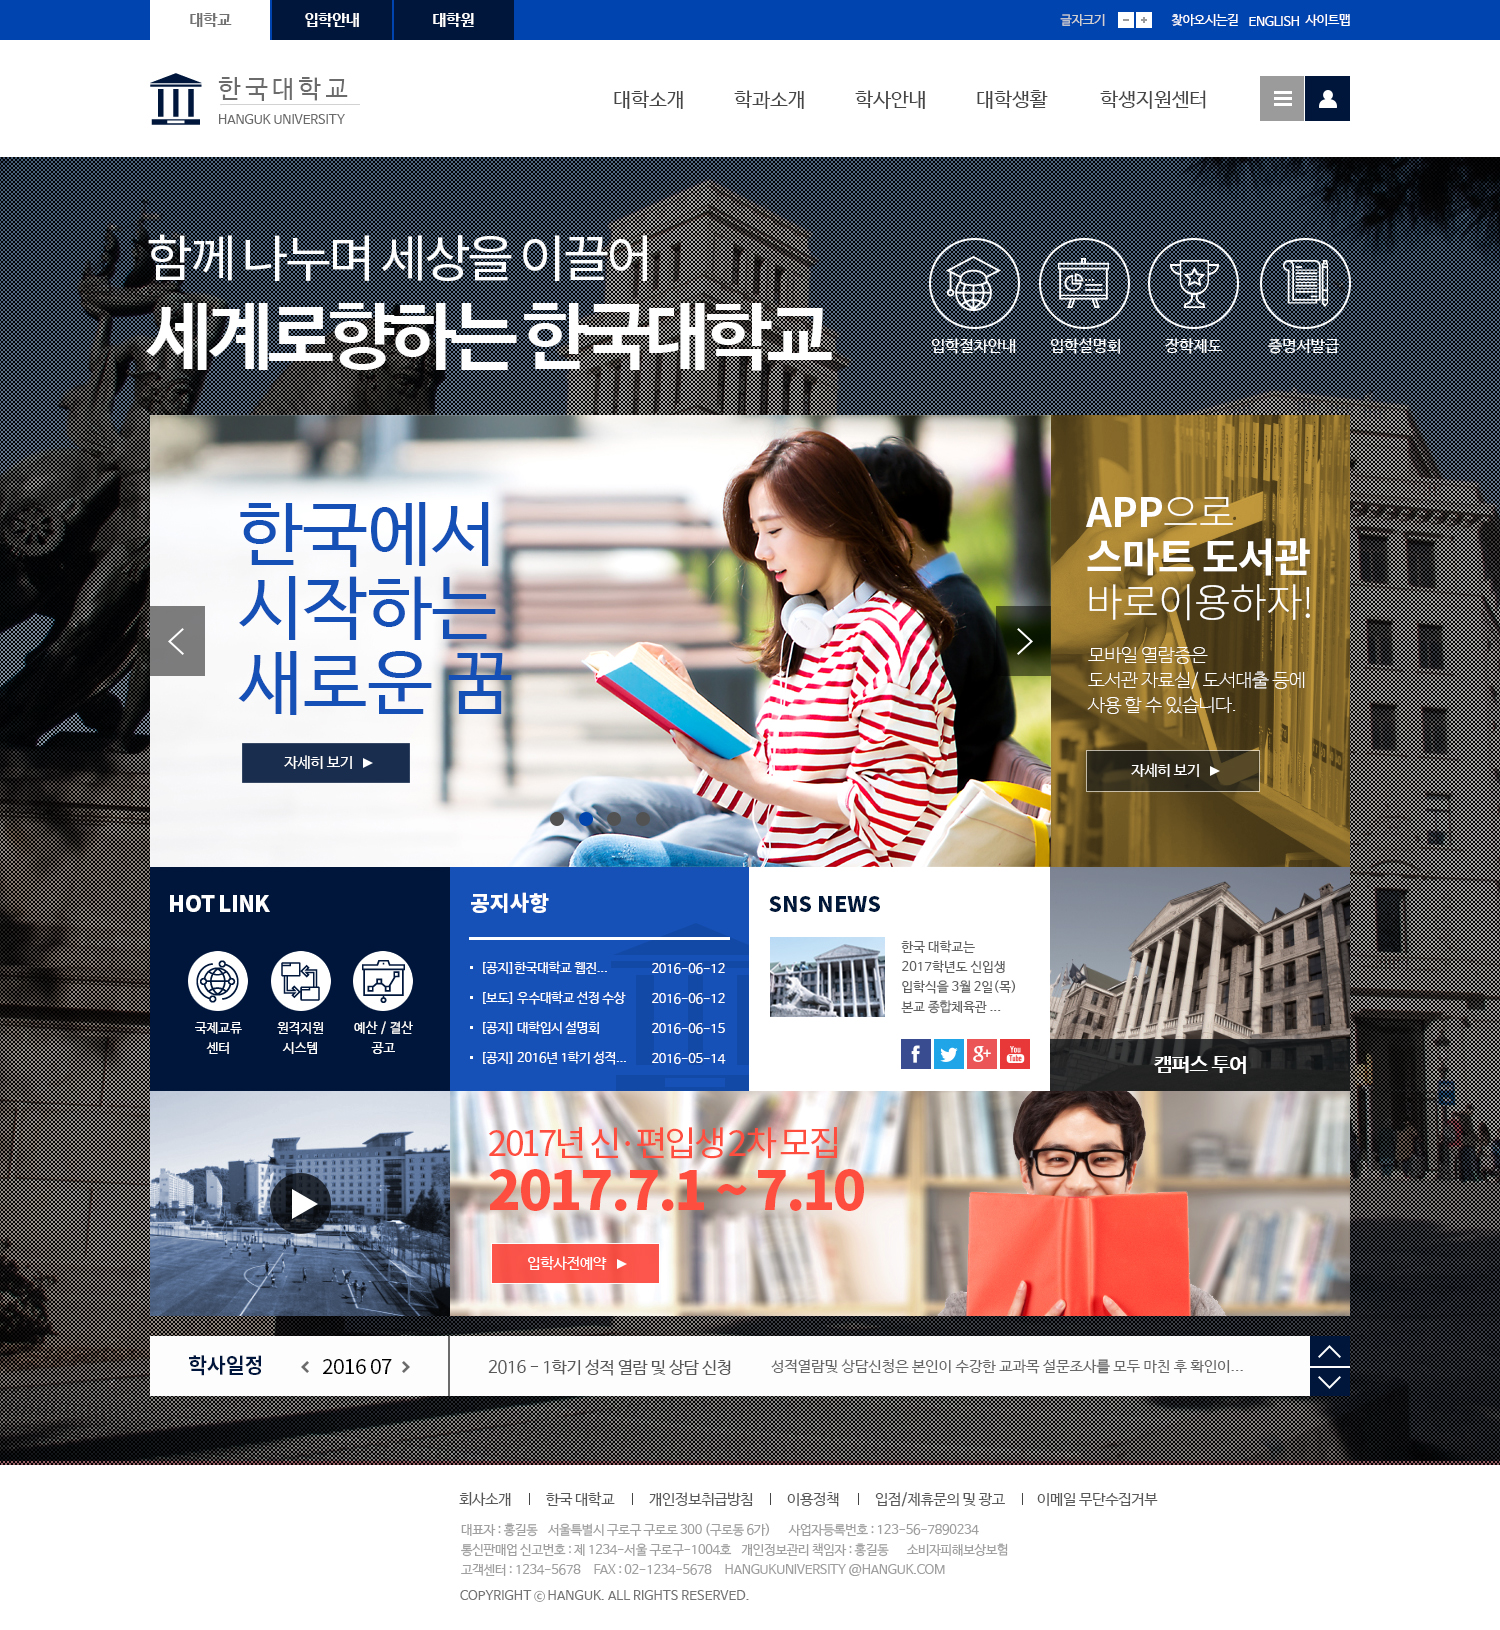 대학교 입학안내 대학원
글자크기 찾아오시는길 ENGLISH 사이트맵
한국대학교
HANGUK UNIVERSITY
대학소개 학과소개 학사안내 대학생활 학생지원센터
함께 나누며 세상을 이끌어
세계로향하는 한국대학교
입학절차안내 입학설명회 장학제도 증명서발급
한국에서
시작하는
새로운 꿈
자세히 보기
APP으로
스마트 도서관
바로이용하자!
모바일 열람증은
도서관 자료실/ 도서대출 등에
사용 할 수 있습니다.
자세히 보기
HOT LINK
국제교류
센터
원격지원
시스템
예산 / 결산
공고
공지사항
[공지]한국대학교 웹진... 2016-06-12
[보도] 우수대학교 선정 수상 2016-06-12
[공지] 대학입시 설명회 2016-06-15
[공지] 2016년 1학기 성적... 2016-05-14
SNS NEWS
한국 대학교는
2017학년도 신입생
입학식을 3월 2일(목)
본교 종합체육관 ...
f g+ You Tube
캠퍼스 투어
2017년 신·편입생 2차 모집
2017.7.1 ~ 7.10
입학사전예약
학사일정 2016 07
2016 - 1학기 성적 열람 및 상담 신청 성적열람및 상담신청은 본인이 수강한 교과목 설문조사를 모두 마친 후 확인이...
회사소개 | 한국 대학교 | 개인정보취급방침 | 이용정책 | 입점/제휴문의 및 광고 | 이메일 무단수집거부
대표자 : 홍길동 서울특별시 구로구 구로로 300 (구로동 6가) 사업자등록번호 : 123-56-7890234
통신판매업 신고번호 : 제 1234-서울 구로구-1004호 개인정보관리 책임자 : 홍길동 소비자피해보상보험
고객센터 : 1234-5678 FAX : 02-1234-5678 HANGUKUNIVERSITY @HANGUK.COM
COPYRIGHT ⓒ HANGUK. ALL RIGHTS RESERVED.